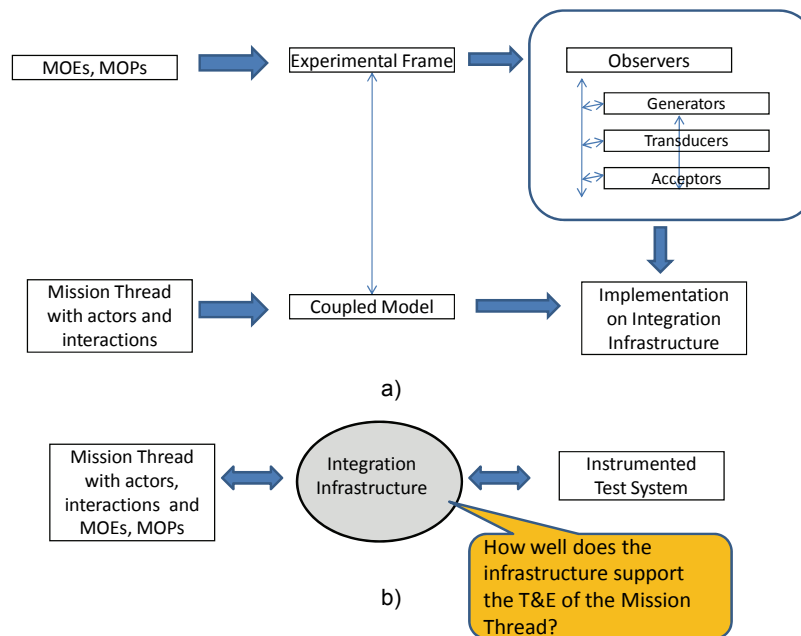 MOEs, MOPs
Experimental Frame
Observers
Generators
Transducers
Acceptors
Mission Thread
with actors and
interactions
Coupled Model
Implementation
on Integration
Infrastructure
a)
Mission Thread
with actors,
interactions and
MOEs, MOPs
Integration
Infrastructure
Instrumented
Test System
How well does the
infrastructure support
the T&E of the Mission
Thread?
b)